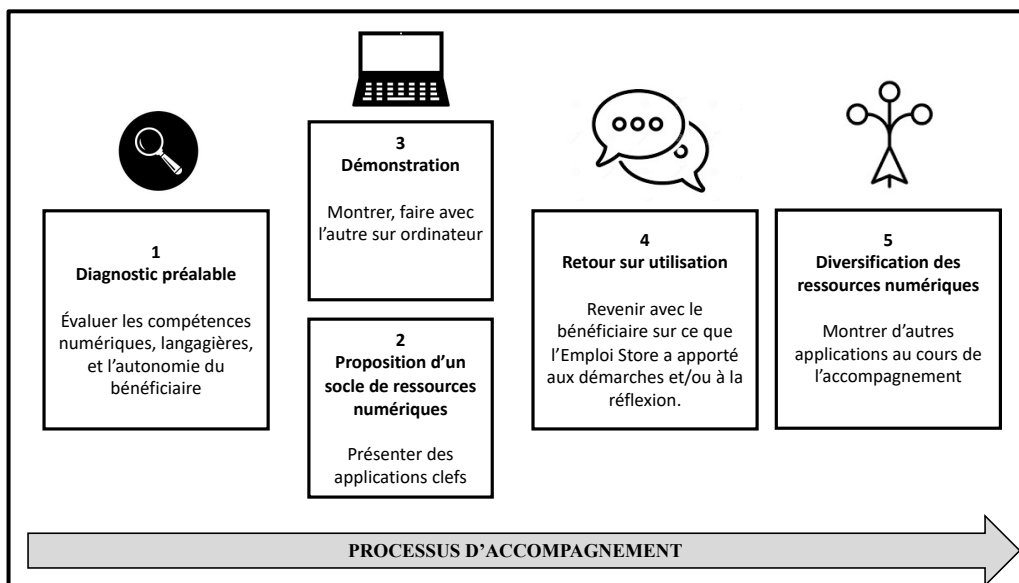 1
Diagnostic préalable
Évaluer les compétences
numériques, langagières,
et l’autonomie du
bénéficiaire
3
Démonstration
Montrer, faire avec
l’autre sur ordinateur
2
Proposition d’un
socle de ressources
numériques
Présenter des
applications clefs
4
Retour sur utilisation
Revenir avec le
bénéficiaire sur ce que
l’Emploi Store a apporté
aux démarches et/ou à la
réflexion.
5
Diversification des
ressources numériques
Montrer d’autres
applications au cours de
l’accompagnement
PROCESSUS D’ACCOMPAGNEMENT